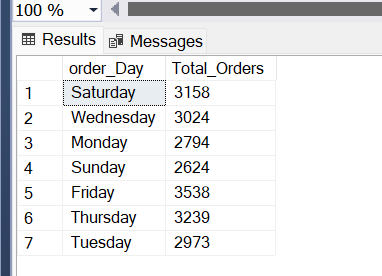 100 %
Results Messages
order_Day Total_Orders
1 Saturday 3158
2 Wednesday 3024
3 Monday 2794
4 Sunday 2624
5 Friday 3538
6 Thursday 3239
7 Tuesday 2973